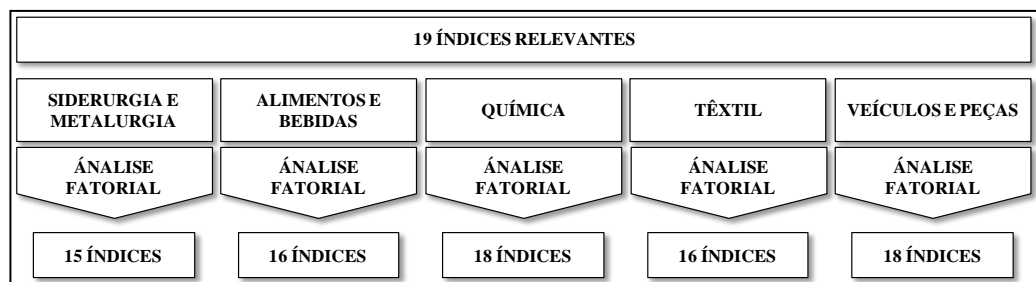 19 ÍNDICES RELEVANTES
SIDERURGIA E
METALURGIA
ALIMENTOS E
BEBIDAS
QUÍMICA
TÊXTIL
VEÍCULOS E PEÇAS
ÁNALISE
FATORIAL
ÁNALISE
FATORIAL
ÁNALISE
FATORIAL
ÁNALISE
FATORIAL
ÁNALISE
FATORIAL
15 ÍNDICES
16 ÍNDICES
18 ÍNDICES
16 ÍNDICES
18 ÍNDICES